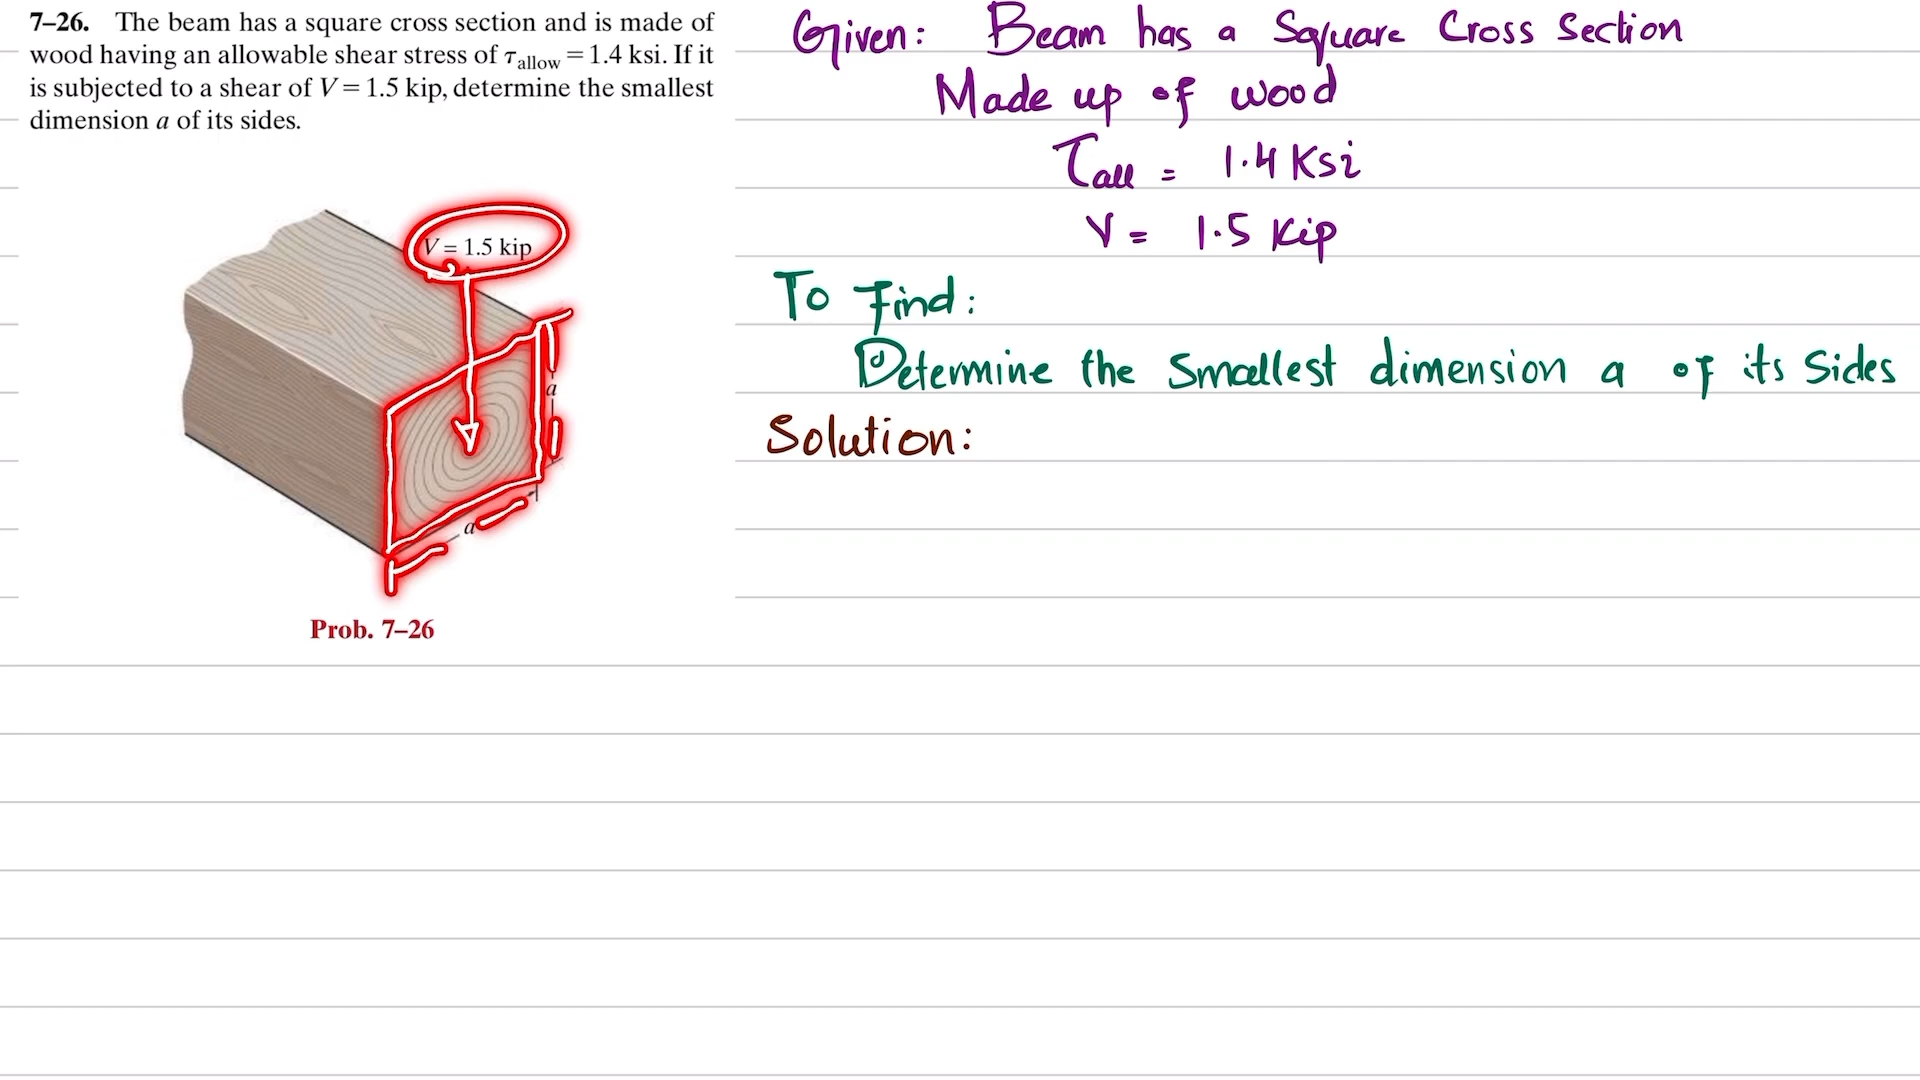 7–26. The beam has a square cross section and is made of
wood having an allowable shear stress of τallow = 1.4 ksi. If it
is subjected to a shear of V = 1.5 kip, determine the smallest
dimension a of its sides.
V = 1.5 kip
a
a
Prob. 7–26
Given: Beam has a Square Cross Section
Made up of wood
τall = 1.4 Ksi
V = 1.5 Kip
To Find:
Determine the Smallest dimension a of its Sides
Solution: